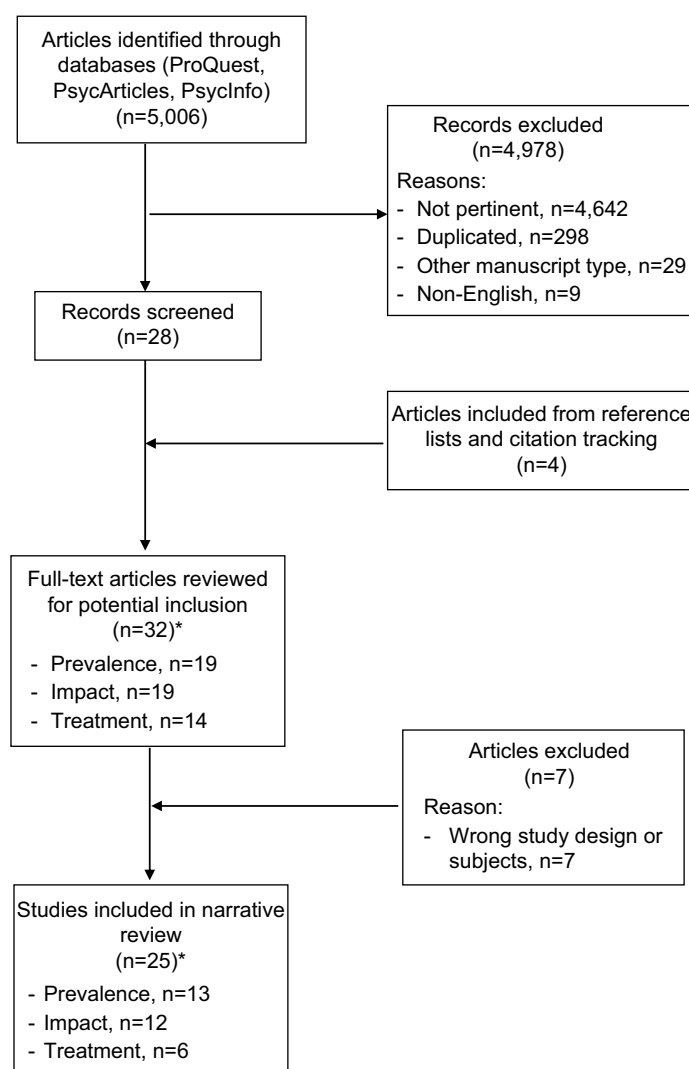 Articles identified through
databases (ProQuest,
PsycArticles, PsycInfo)
(n=5,006)
Records excluded
(n=4,978)
Reasons:
- Not pertinent, n=4,642
- Duplicated, n=298
- Other manuscript type, n=29
- Non-English, n=9
Records screened
(n=28)
Articles included from reference
lists and citation tracking
(n=4)
Full-text articles reviewed
for potential inclusion
(n=32)*
- Prevalence, n=19
- Impact, n=19
- Treatment, n=14
Articles excluded
(n=7)
Reason:
- Wrong study design or
subjects, n=7
Studies included in narrative
review
(n=25)*
- Prevalence, n=13
- Impact, n=12
- Treatment, n=6